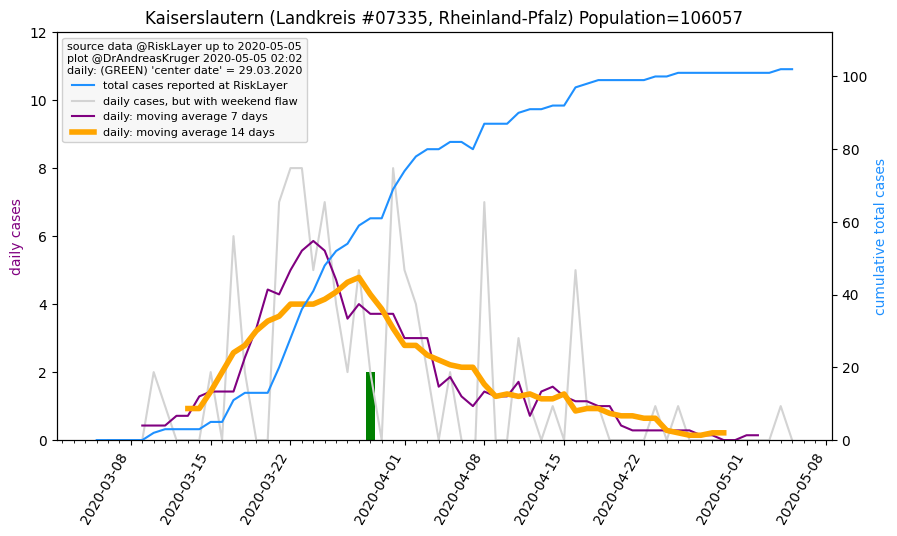 Kaiserslautern (Landkreis #07335, Rheinland-Pfalz) Population=106057
source data @RiskLayer up to 2020-05-05
plot @DrAndreasKruger 2020-05-05 02:02
daily: (GREEN) 'center date' = 29.03.2020
total cases reported at RiskLayer
daily cases, but with weekend flaw
daily: moving average 7 days
daily: moving average 14 days
12
10
8
6
4
2
0
daily cases
100
80
60
40
20
0
cumulative total cases
2020-03-08
2020-03-15
2020-03-22
2020-04-01
2020-04-08
2020-04-15
2020-04-22
2020-05-01
2020-05-08